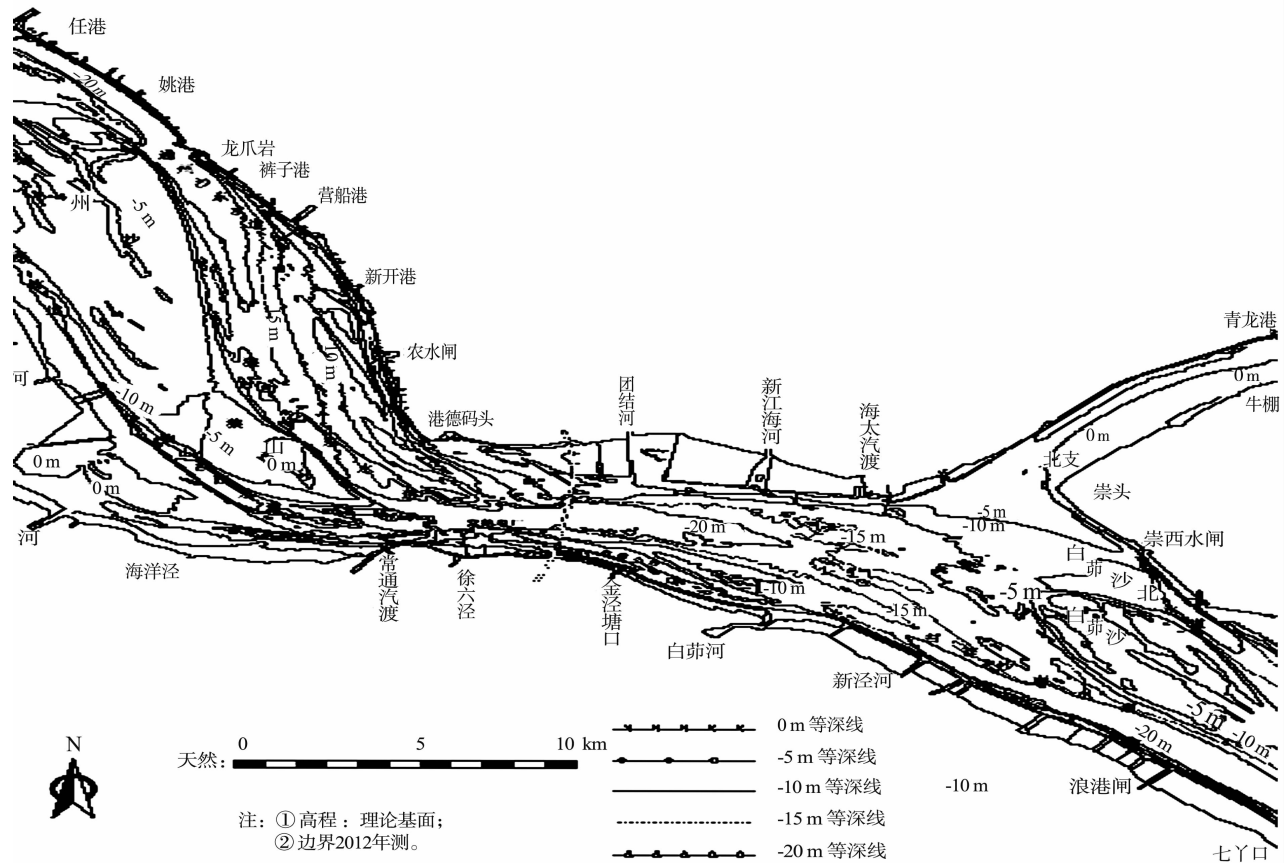 任港
-20m
姚港
龙爪岩
裤子港
营船港
州
-5 m
新开港
青龙港
15 m
10 m
农水闸
0 m
可
-10 m
团结河
新江海河
海太汽渡
牛棚
港德码头
-5 m
0 m
0 m
0 m
北支
0 m
崇头
-5 m
-10 m
-20 m
-15 m
崇西水闸
河
白茆沙
北
海洋泾
常通汽渡
徐六泾
金泾塘口
-10 m
-5 m
-15 m
白茆沙
白茆河
新泾河
-5 m
-10 m
-20 m
浪港闸
七丫口
N
天然:
0 5 10 km
0 m 等深线
-5 m 等深线
-10 m 等深线
-10 m
-15 m 等深线
-20 m 等深线
注: ① 高程: 理论基面;
② 边界2012年测。